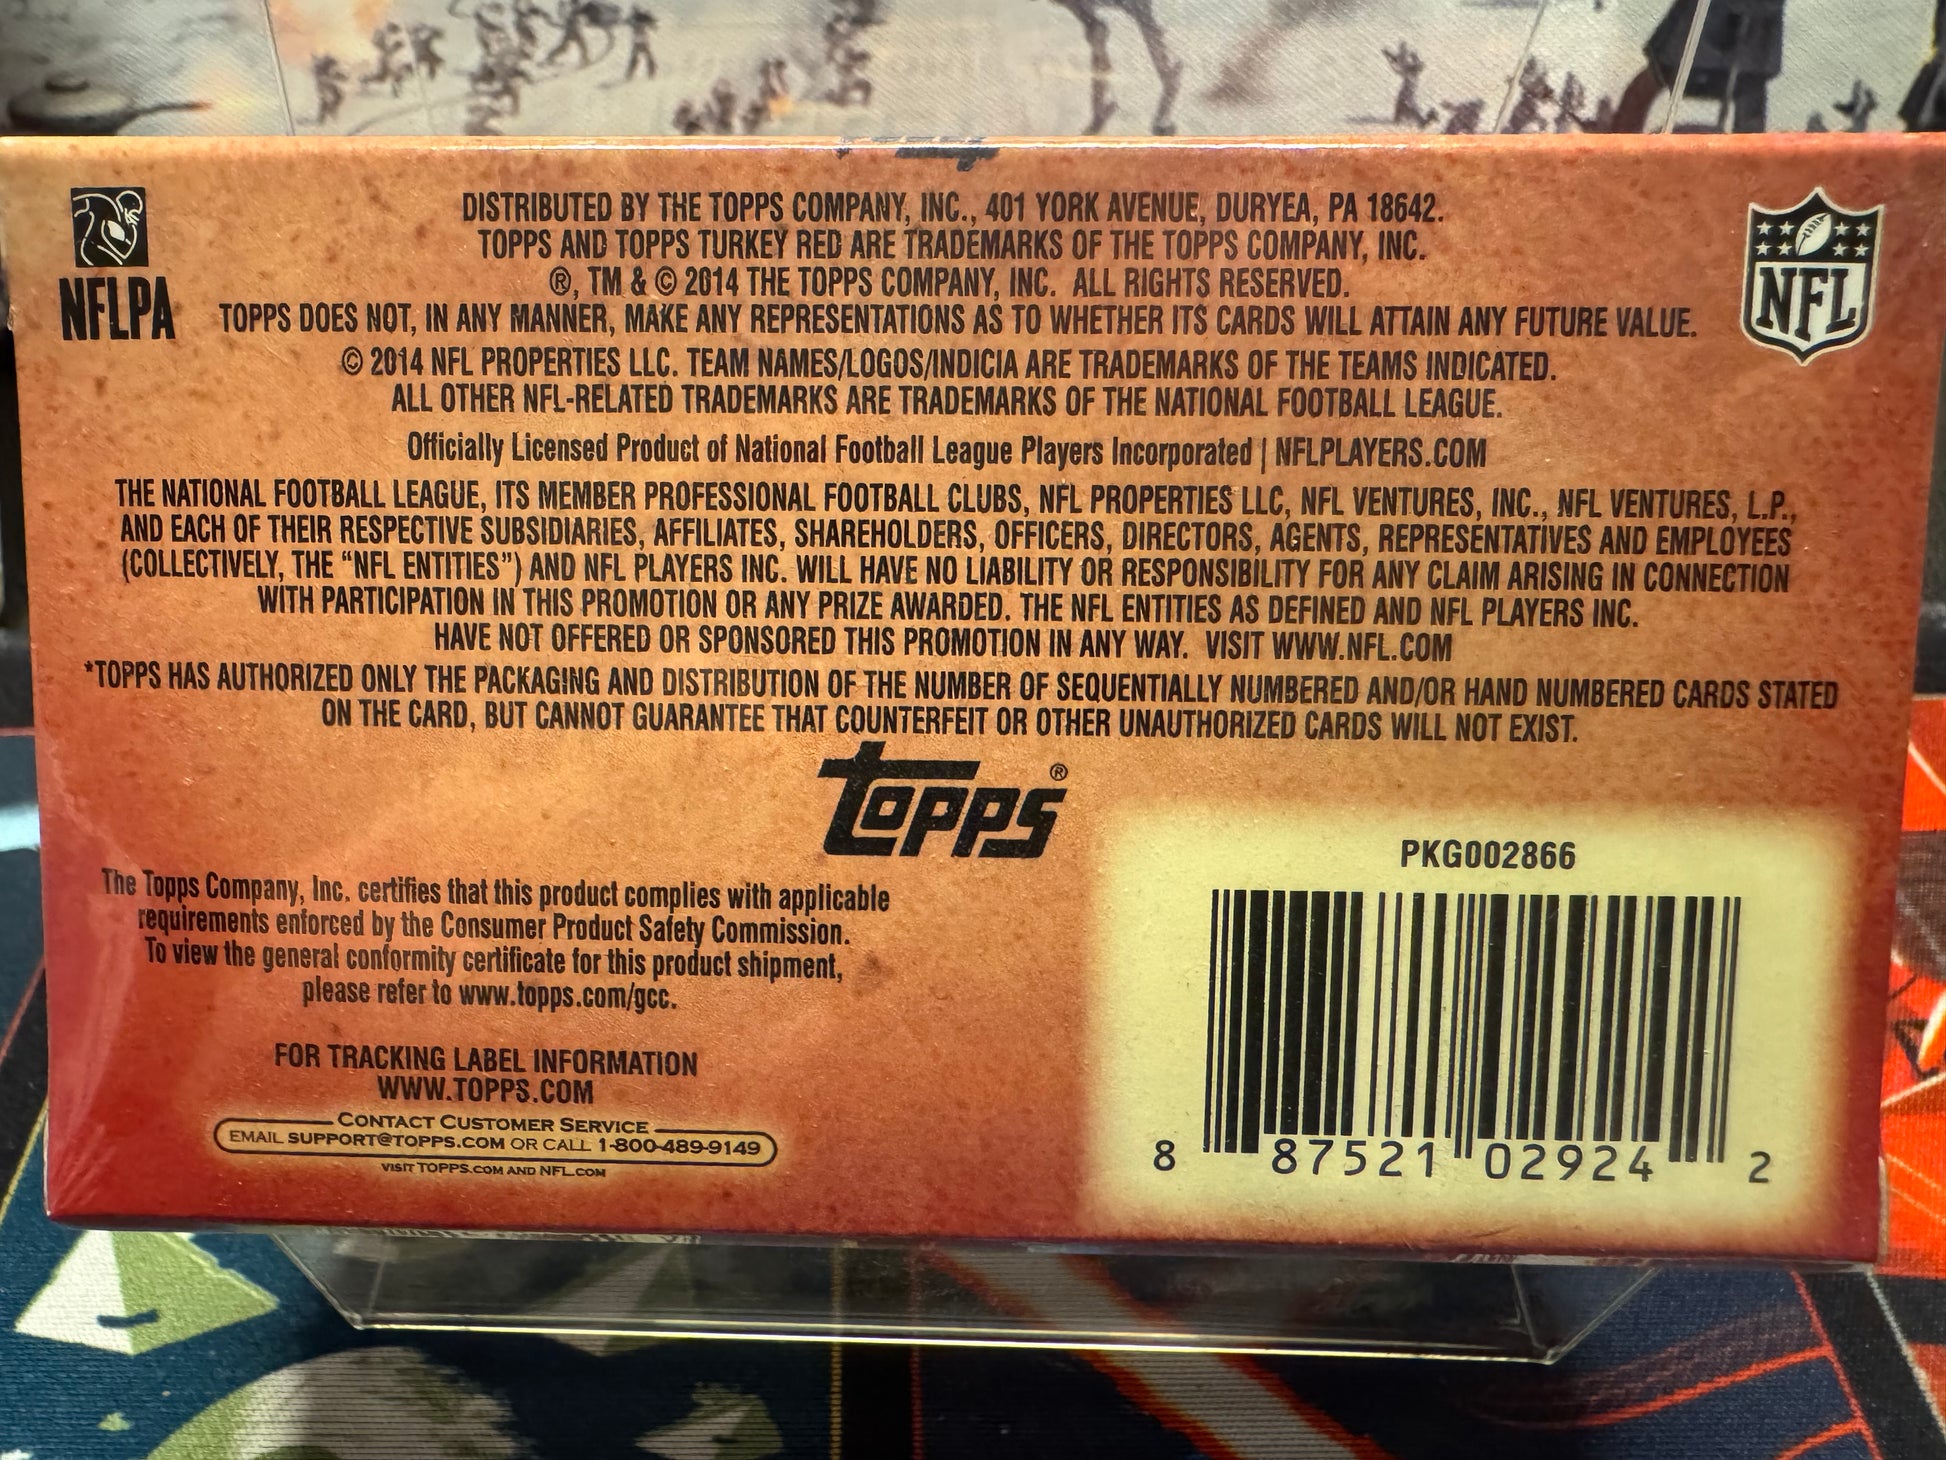 NFLPA
DISTRIBUTED BY THE TOPPS COMPANY, INC., 401 YORK AVENUE, DURYEA, PA 18642.
TOPPS AND TOPPS TURKEY RED ARE TRADEMARKS OF THE TOPPS COMPANY, INC.
®, TM & © 2014 THE TOPPS COMPANY, INC. ALL RIGHTS RESERVED.
TOPPS DOES NOT, IN ANY MANNER, MAKE ANY REPRESENTATIONS AS TO WHETHER ITS CARDS WILL ATTAIN ANY FUTURE VALUE.
NFL
© 2014 NFL PROPERTIES LLC. TEAM NAMES/LOGOS/INDICIA ARE TRADEMARKS OF THE TEAMS INDICATED.
ALL OTHER NFL-RELATED TRADEMARKS ARE TRADEMARKS OF THE NATIONAL FOOTBALL LEAGUE.
Officially Licensed Product of National Football League Players Incorporated | NFLPLAYERS.COM
THE NATIONAL FOOTBALL LEAGUE, ITS MEMBER PROFESSIONAL FOOTBALL CLUBS, NFL PROPERTIES LLC, NFL VENTURES, INC., NFL VENTURES, L.P.,
AND EACH OF THEIR RESPECTIVE SUBSIDIARIES, AFFILIATES, SHAREHOLDERS, OFFICERS, DIRECTORS, AGENTS, REPRESENTATIVES AND EMPLOYEES
(COLLECTIVELY, THE “NFL ENTITIES”) AND NFL PLAYERS INC. WILL HAVE NO LIABILITY OR RESPONSIBILITY FOR ANY CLAIM ARISING IN CONNECTION
WITH PARTICIPATION IN THIS PROMOTION OR ANY PRIZE AWARDED. THE NFL ENTITIES AS DEFINED AND NFL PLAYERS INC.
HAVE NOT OFFERED OR SPONSORED THIS PROMOTION IN ANY WAY. VISIT WWW.NFL.COM
*TOPPS HAS AUTHORIZED ONLY THE PACKAGING AND DISTRIBUTION OF THE NUMBER OF SEQUENTIALLY NUMBERED AND/OR HAND NUMBERED CARDS STATED
ON THE CARD, BUT CANNOT GUARANTEE THAT COUNTERFEIT OR OTHER UNAUTHORIZED CARDS WILL NOT EXIST.
Topps®
The Topps Company, Inc. certifies that this product complies with applicable
requirements enforced by the Consumer Product Safety Commission.
To view the general conformity certificate for this product shipment,
please refer to www.topps.com/gcc.
FOR TRACKING LABEL INFORMATION
WWW.TOPPS.COM
CONTACT CUSTOMER SERVICE
EMAIL SUPPORT@TOPPS.COM OR CALL 1-800-489-9149
VISIT TOPPS.COM AND NFL.COM
PKG002866
8 87521 02924 2